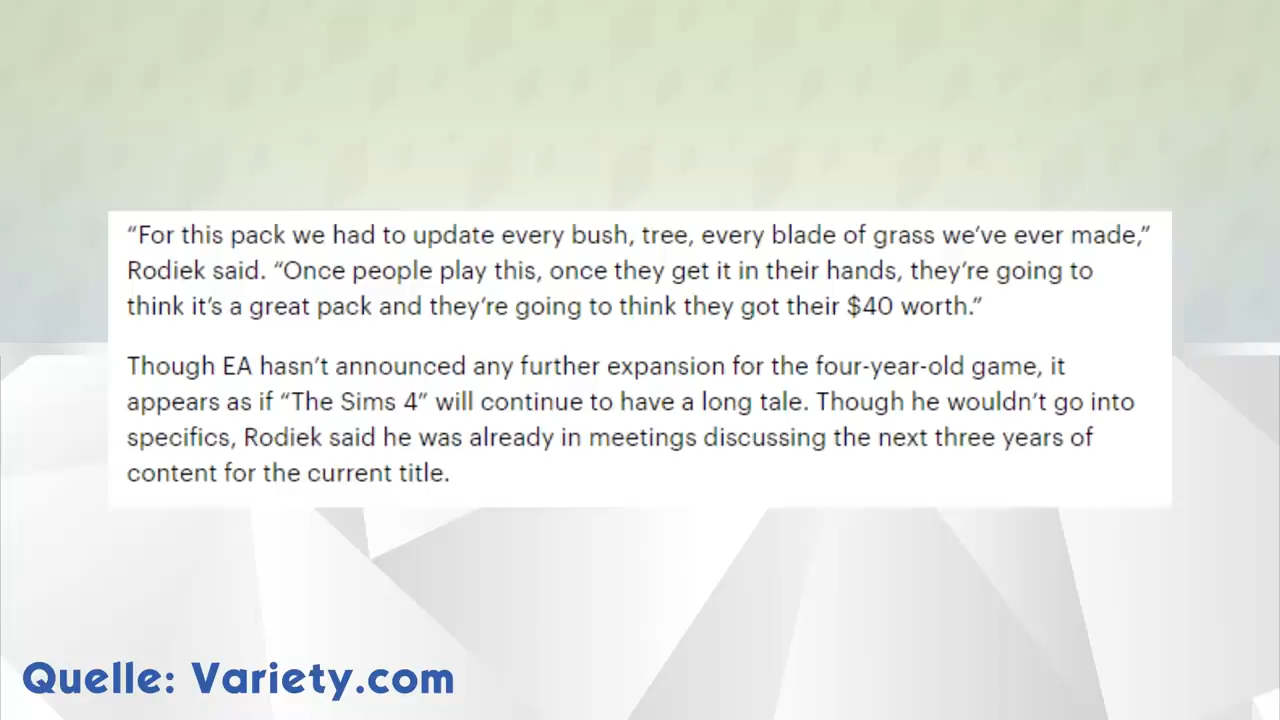 “For this pack we had to update every bush, tree, every blade of grass we’ve ever made,”
Rodiek said. “Once people play this, once they get it in their hands, they’re going to
think it’s a great pack and they’re going to think they got their $40 worth.”
Though EA hasn’t announced any further expansion for the four-year-old game, it
appears as if “The Sims 4” will continue to have a long tale. Though he wouldn’t go into
specifics, Rodiek said he was already in meetings discussing the next three years of
content for the current title.
Quelle: Variety.com